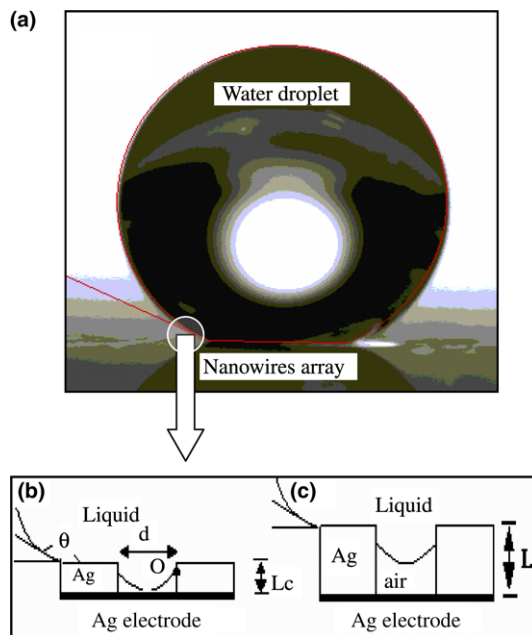 (a)
Water droplet
Nanowires array
(b)
Liquid
d
θ
Ag
O
Lc
Ag electrode
(c)
Liquid
Ag
air
L
Ag electrode